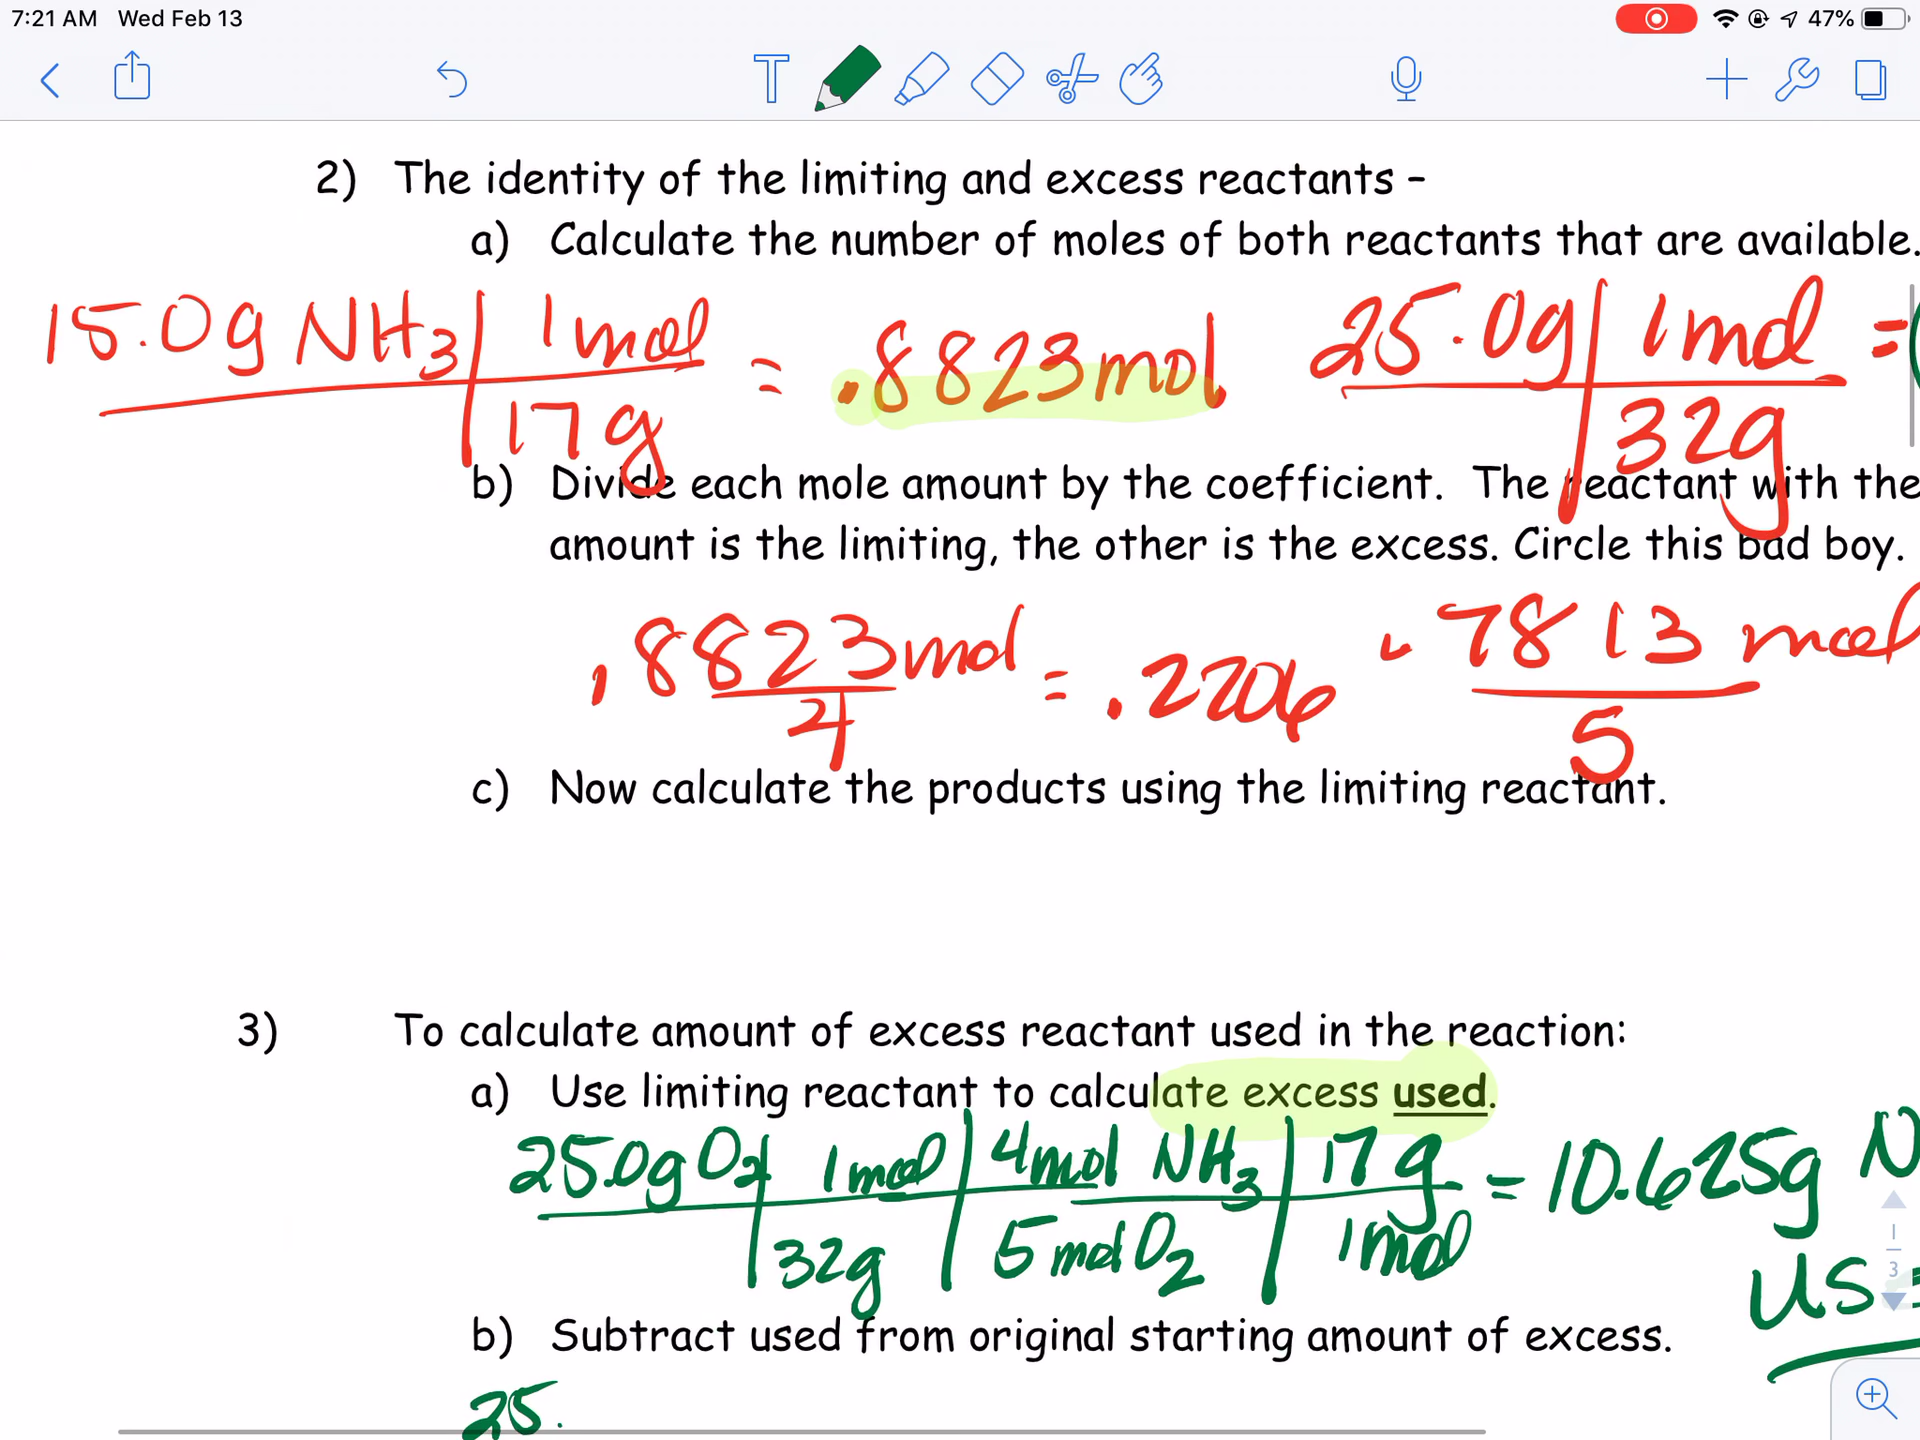 7:21 AM Wed Feb 13
47%
T
2) The identity of the limiting and excess reactants –
a) Calculate the number of moles of both reactants that are available.
15.0g NH3 | 1 mol = .8823 mol 25.0g | 1 mol =
17 g 32g
b) Divide each mole amount by the coefficient. The reactant with the
amount is the limiting, the other is the excess. Circle this bad boy.
.8823 mol = .2206 .7813 mol
4 5
c) Now calculate the products using the limiting reactant.
3) To calculate amount of excess reactant used in the reaction:
a) Use limiting reactant to calculate excess used.
25.0g O2 | 1 mol | 4 mol NH3 | 17 g = 10.625g N
32g 5 mol O2 1 mol
us
1
3
b) Subtract used from original starting amount of excess.
25.